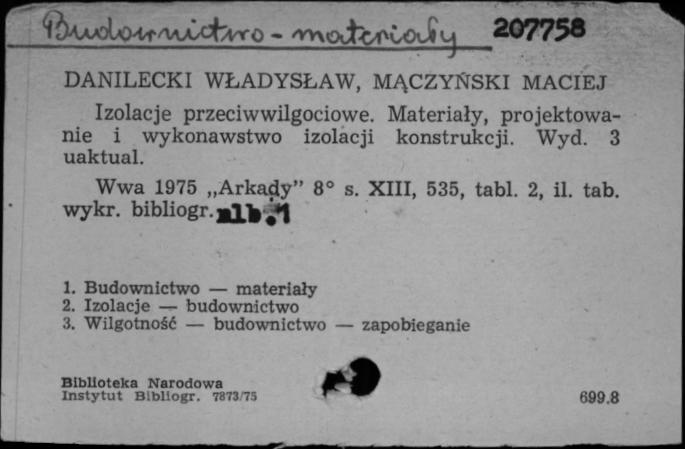 Budownictwo - materiały 207758
DANILECKI WŁADYSŁAW, MĄCZYŃSKI MACIEJ
Izolacje przeciwwilgociowe. Materiały, projektowa-
nie i wykonawstwo izolacji konstrukcji. Wyd. 3
uaktual.
Wwa 1975 „Arkady” 8° s. XIII, 535, tabl. 2, il. tab.
wykr. bibliogr. nlb. 1
1. Budownictwo — materiały
2. Izolacje — budownictwo
3. Wilgotność — budownictwo — zapobieganie
Biblioteka Narodowa
Instytut Bibliogr. 7873/75 699.8